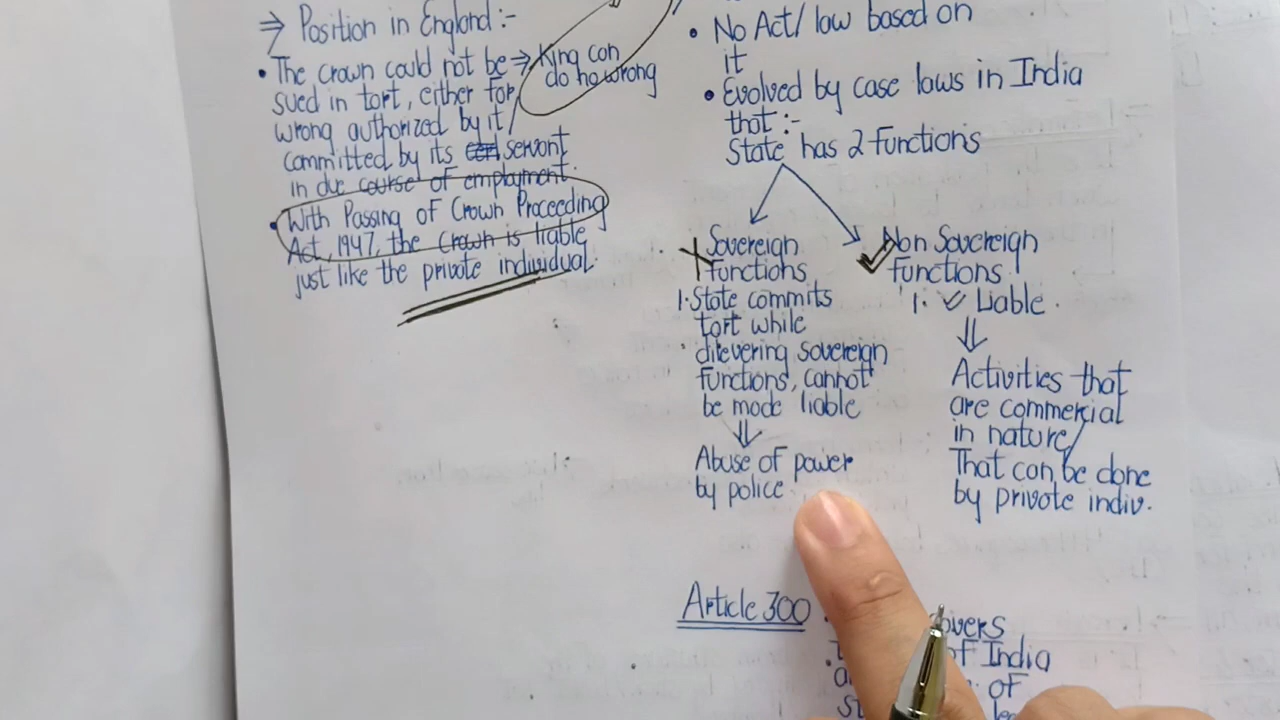 ⇒ Position in England :-
• The crown could not be ⇒ King can
do no wrong
sued in tort, either for
wrong authorized by it /
committed by its servant
in due course of employment.
• With Passing of Crown Proceeding
Act, 1947, the Crown is liable
just like the private individual.
• No Act/law based on
it
• Evolved by case laws in India
that :-
State has 2 Functions
Sovereign
functions
1. State commits
tort while
dilevering sovereign
functions, cannot
be made liable
⇓
Abuse of power
by police
Non Sovereign
functions
1. ✓ Liable.
⇓
Activities that
are commercial
in nature/
That can be done
by private indiv.
Article 300
of India
of